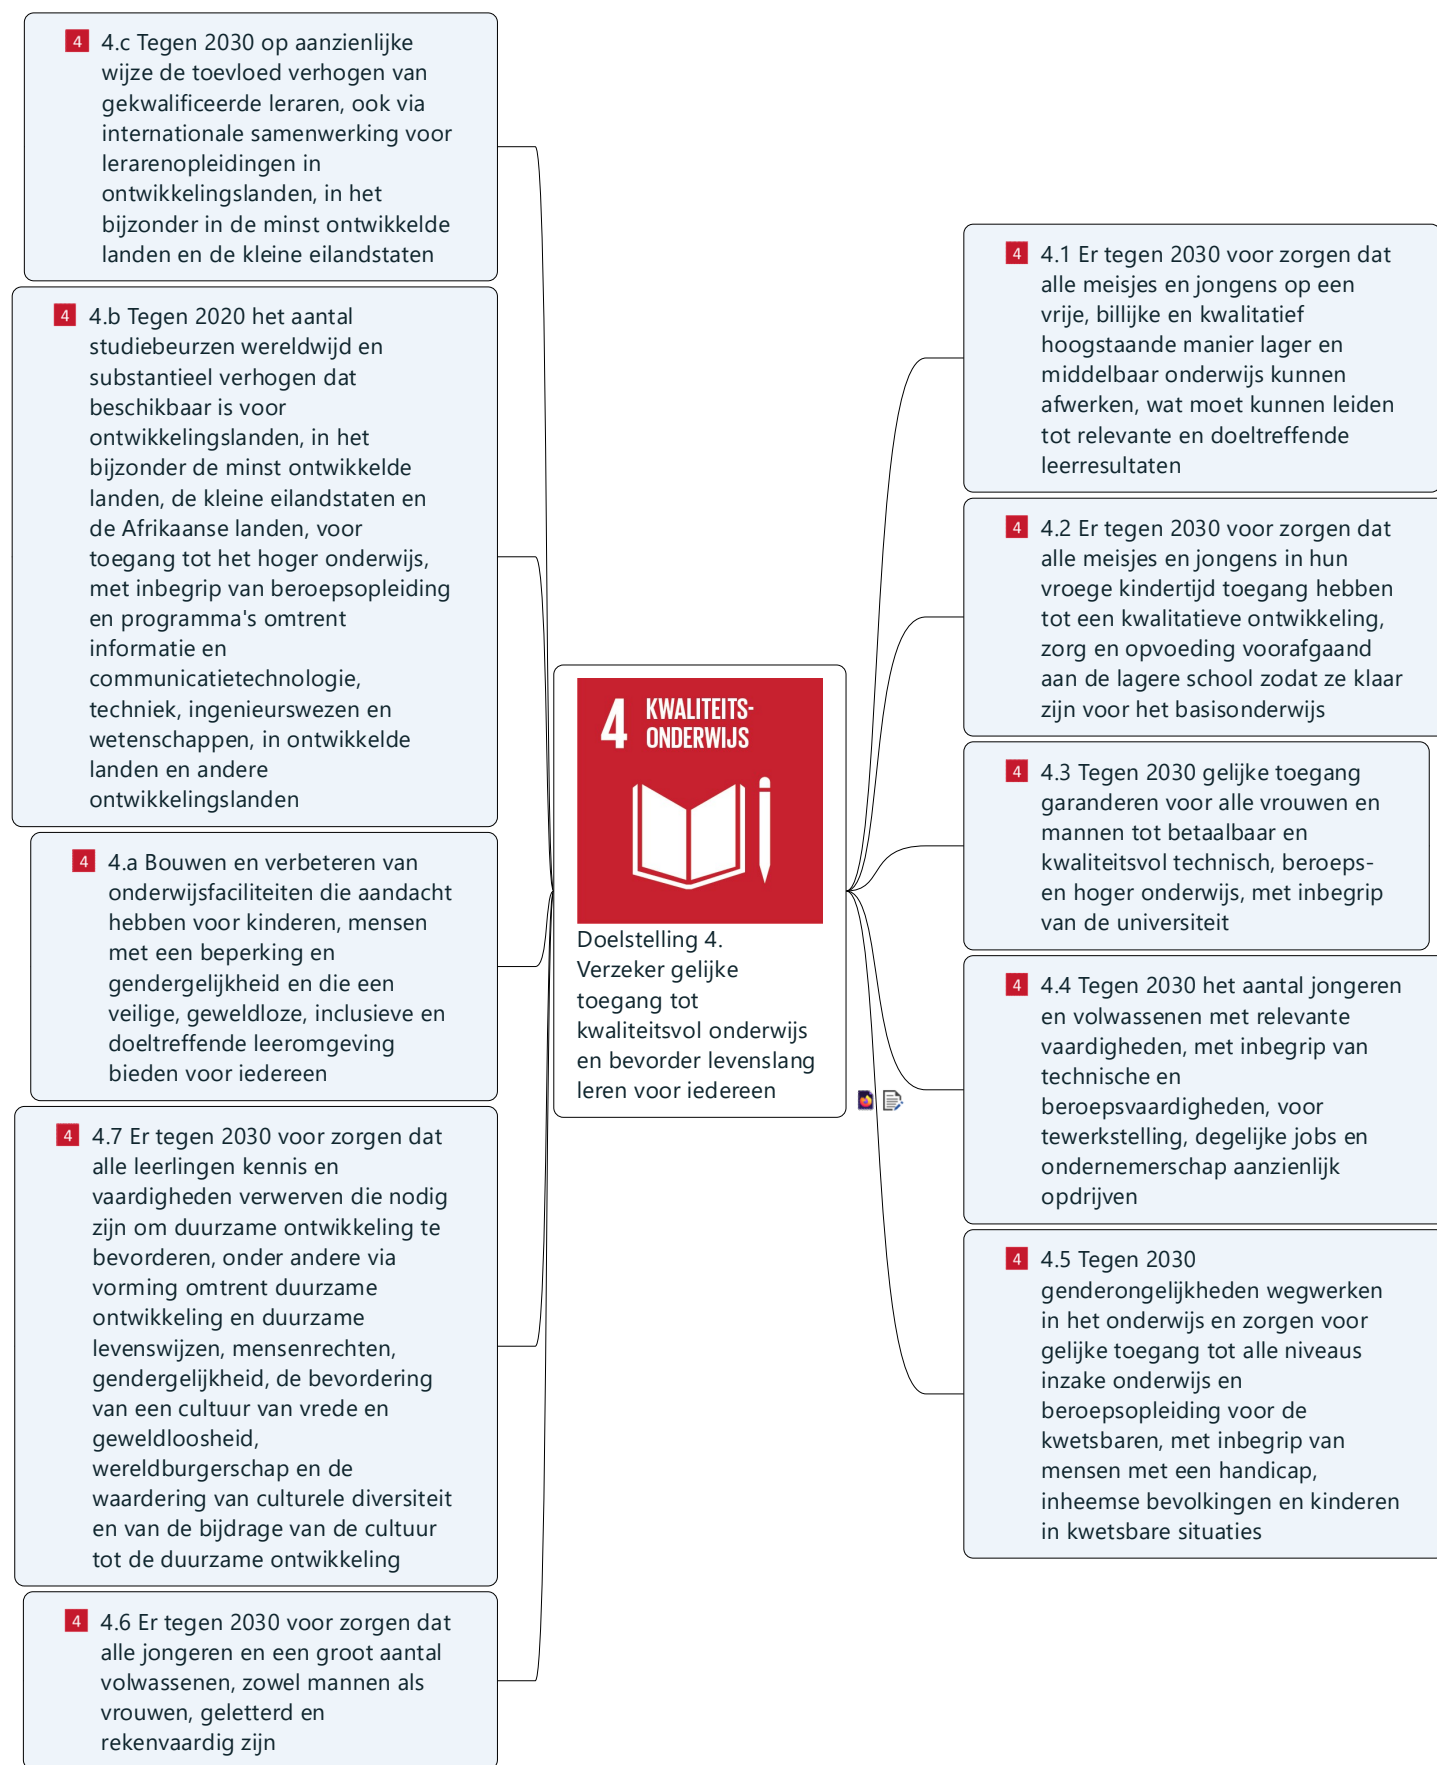 4 4.c Tegen 2030 op aanzienlijke
wijze de toevloed verhogen van
gekwalificeerde leraren, ook via
internationale samenwerking voor
lerarenopleidingen in
ontwikkelingslanden, in het
bijzonder in de minst ontwikkelde
landen en de kleine eilandstaten
4 4.b Tegen 2020 het aantal
studiebeurzen wereldwijd en
substantieel verhogen dat
beschikbaar is voor
ontwikkelingslanden, in het
bijzonder de minst ontwikkelde
landen, de kleine eilandstaten en
de Afrikaanse landen, voor
toegang tot het hoger onderwijs,
met inbegrip van beroepsopleiding
en programma's omtrent
informatie en
communicatietechnologie,
techniek, ingenieurswezen en
wetenschappen, in ontwikkelde
landen en andere
ontwikkelingslanden
4 4.a Bouwen en verbeteren van
onderwijsfaciliteiten die aandacht
hebben voor kinderen, mensen
met een beperking en
gendergelijkheid en die een
veilige, geweldloze, inclusieve en
doeltreffende leeromgeving
bieden voor iedereen
4 4.7 Er tegen 2030 voor zorgen dat
alle leerlingen kennis en
vaardigheden verwerven die nodig
zijn om duurzame ontwikkeling te
bevorderen, onder andere via
vorming omtrent duurzame
ontwikkeling en duurzame
levenswijzen, mensenrechten,
gendergelijkheid, de bevordering
van een cultuur van vrede en
geweldloosheid,
wereldburgerschap en de
waardering van culturele diversiteit
en van de bijdrage van de cultuur
tot de duurzame ontwikkeling
4 4.6 Er tegen 2030 voor zorgen dat
alle jongeren en een groot aantal
volwassenen, zowel mannen als
vrouwen, geletterd en
rekenvaardig zijn
4 KWALITEITS-
ONDERWIJS
Doelstelling 4.
Verzeker gelijke
toegang tot
kwaliteitsvol onderwijs
en bevorder levenslang
leren voor iedereen
4 4.1 Er tegen 2030 voor zorgen dat
alle meisjes en jongens op een
vrije, billijke en kwalitatief
hoogstaande manier lager en
middelbaar onderwijs kunnen
afwerken, wat moet kunnen leiden
tot relevante en doeltreffende
leerresultaten
4 4.2 Er tegen 2030 voor zorgen dat
alle meisjes en jongens in hun
vroege kindertijd toegang hebben
tot een kwalitatieve ontwikkeling,
zorg en opvoeding voorafgaand
aan de lagere school zodat ze klaar
zijn voor het basisonderwijs
4 4.3 Tegen 2030 gelijke toegang
garanderen voor alle vrouwen en
mannen tot betaalbaar en
kwaliteitsvol technisch, beroeps-
en hoger onderwijs, met inbegrip
van de universiteit
4 4.4 Tegen 2030 het aantal jongeren
en volwassenen met relevante
vaardigheden, met inbegrip van
technische en
beroepsvaardigheden, voor
tewerkstelling, degelijke jobs en
ondernemerschap aanzienlijk
opdrijven
4 4.5 Tegen 2030
genderongelijkheden wegwerken
in het onderwijs en zorgen voor
gelijke toegang tot alle niveaus
inzake onderwijs en
beroepsopleiding voor de
kwetsbaren, met inbegrip van
mensen met een handicap,
inheemse bevolkingen en kinderen
in kwetsbare situaties